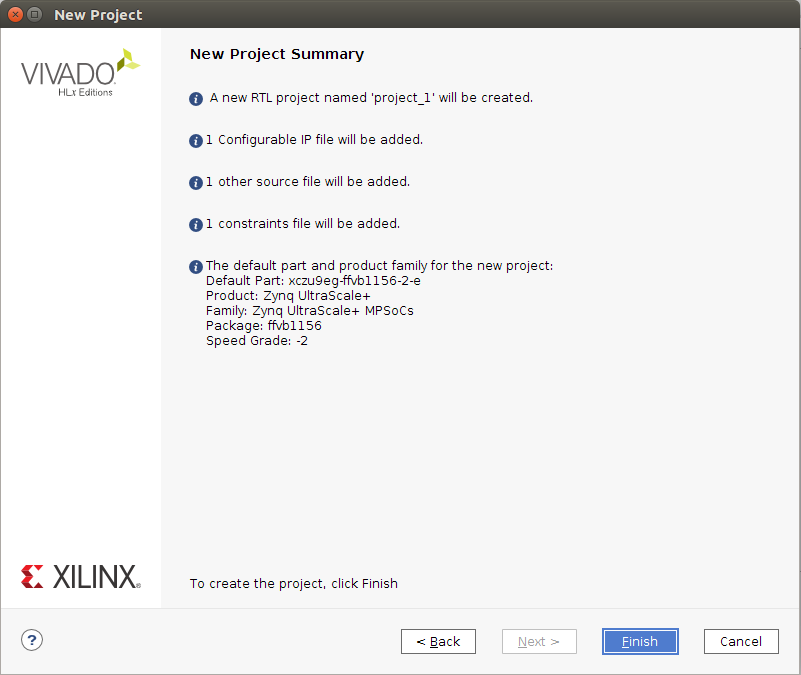 New Project
VIVADO
HLx Editions
New Project Summary
A new RTL project named 'project_1' will be created.
1 Configurable IP file will be added.
1 other source file will be added.
1 constraints file will be added.
The default part and product family for the new project:
Default Part: xczu9eg-ffvb1156-2-e
Product: Zynq UltraScale+
Family: Zynq UltraScale+ MPSoCs
Package: ffvb1156
Speed Grade: -2
XILINX®
To create the project, click Finish
?
< Back
Next >
Finish
Cancel